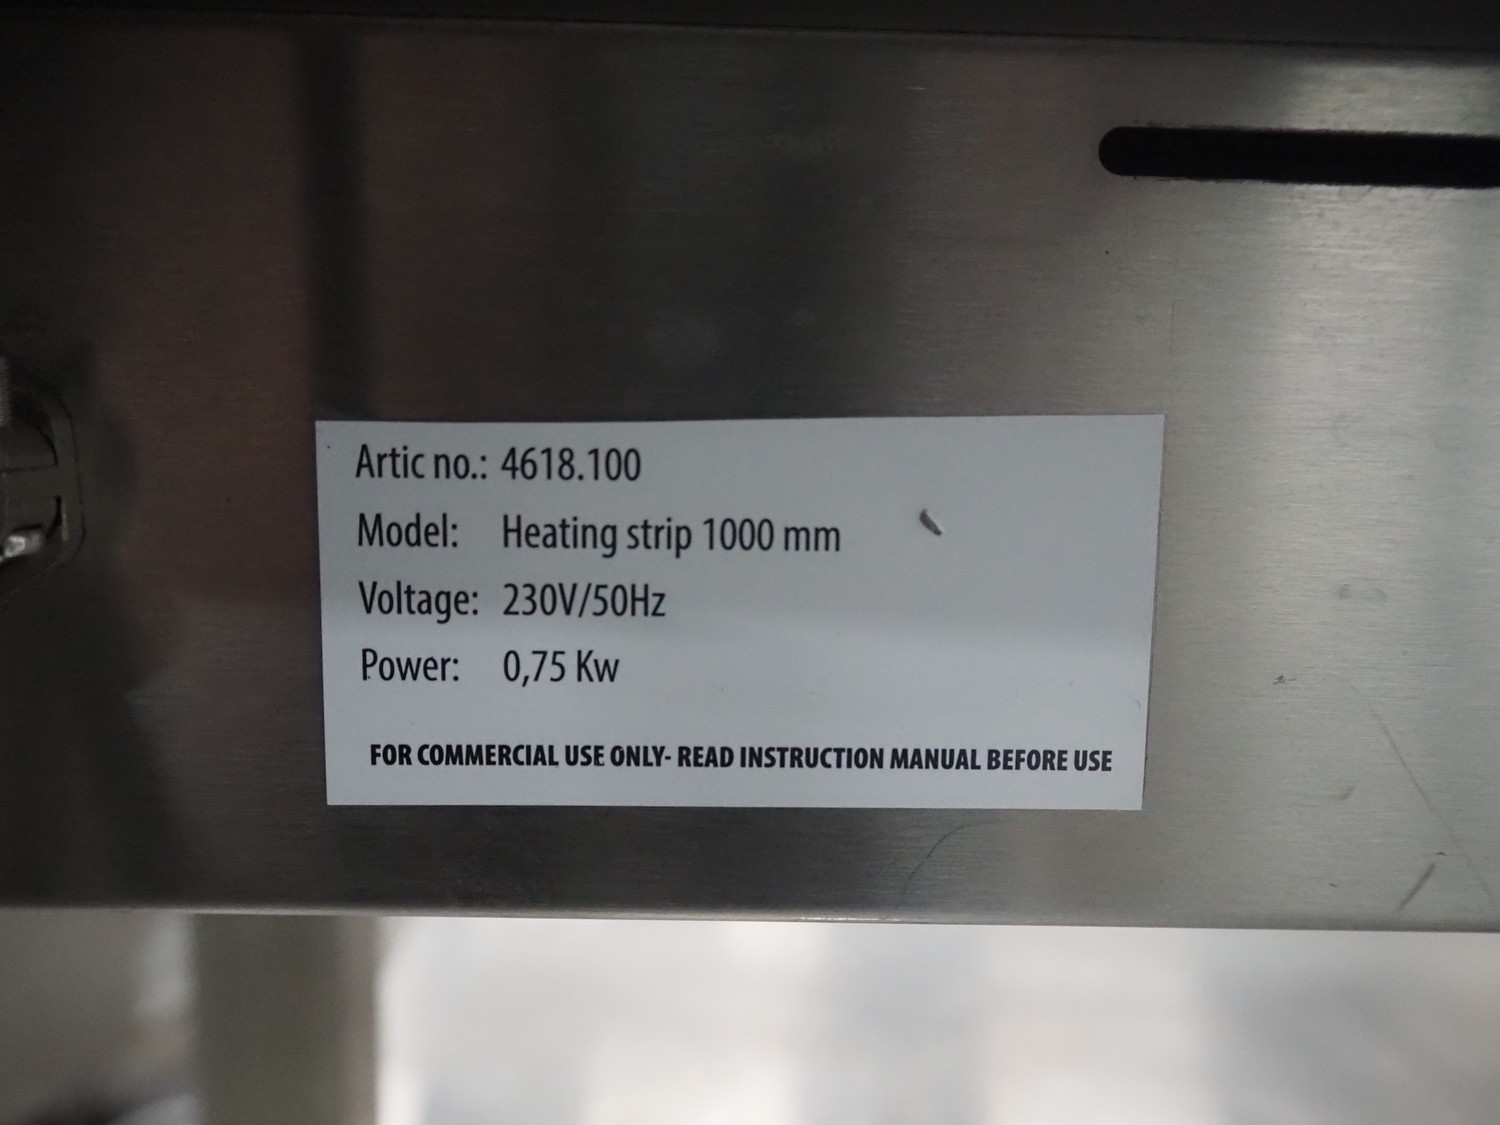 Artic no.: 4618.100
Model: Heating strip 1000 mm
Voltage: 230V/50Hz
Power: 0,75 Kw
FOR COMMERCIAL USE ONLY- READ INSTRUCTION MANUAL BEFORE USE